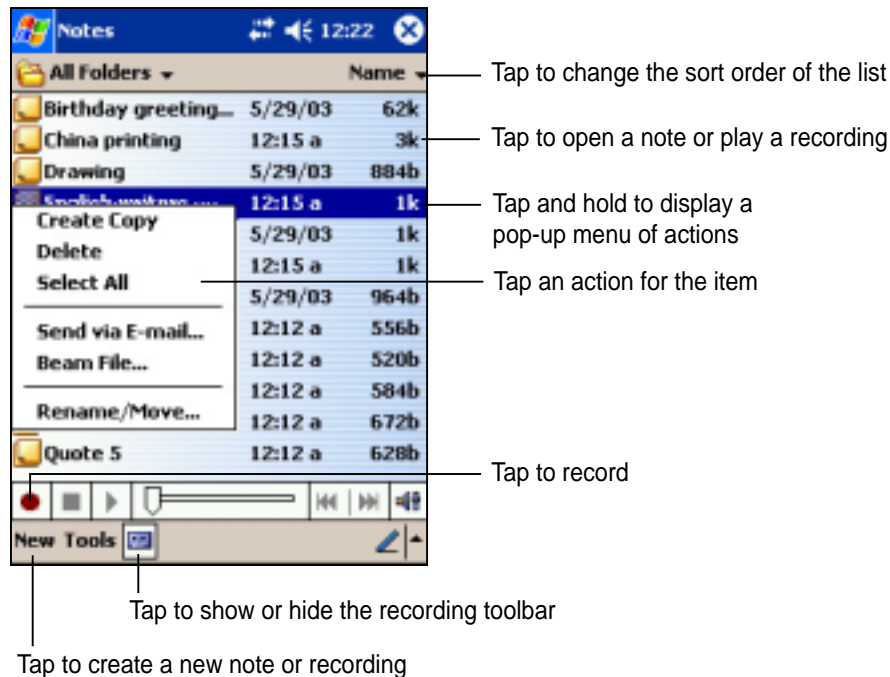 Notes 12:22
All Folders Name
Tap to change the sort order of the list
Birthday greeting... 5/29/03 62k
China printing 12:15 a 3k
Tap to open a note or play a recording
Drawing 5/29/03 884b
12:15 a 1k
Tap and hold to display a
pop-up menu of actions
Create Copy
5/29/03 1k
Delete
12:15 a 1k
Select All
Tap an action for the item
5/29/03 964b
Send via E-mail...
12:12 a 556b
Beam File...
12:12 a 520b
12:12 a 584b
Rename/Move...
12:12 a 672b
Quote 5 12:12 a 628b
Tap to record
New Tools
Tap to show or hide the recording toolbar
Tap to create a new note or recording